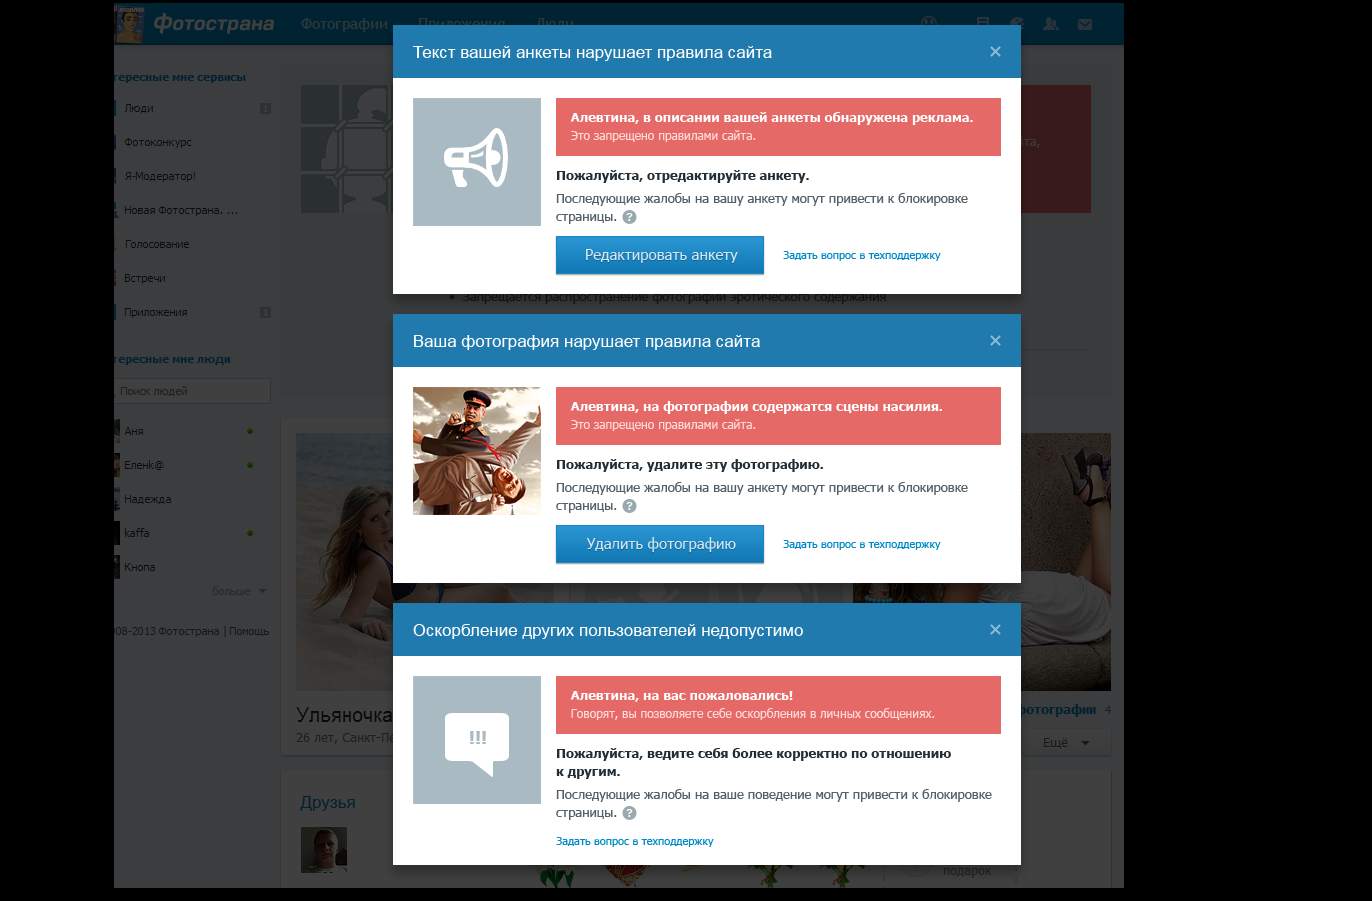 Фотострана
Фотографии
Приложения
Люди
тересные мне сервисы
Люди
Фотоконкурс
Я-Модератор!
Новая Фотострана. ...
Голосование
Встречи
Приложения
тересные мне люди
Поиск людей
Аня
Еленк@
Надежда
kaffa
Кнопа
больше
008-2013 Фотострана | Помощь
Текст вашей анкеты нарушает правила сайта
Алевтина, в описании вашей анкеты обнаружена реклама.
Это запрещено правилами сайта.
Пожалуйста, отредактируйте анкету.
Последующие жалобы на вашу анкету могут привести к блокировке
страницы. ?
Редактировать анкету
Задать вопрос в техподдержку
Запрещается распространение фотографий эротического содержания
Ваша фотография нарушает правила сайта
Алевтина, на фотографии содержатся сцены насилия.
Это запрещено правилами сайта.
Пожалуйста, удалите эту фотографию.
Последующие жалобы на вашу анкету могут привести к блокировке
страницы. ?
Удалить фотографию
Задать вопрос в техподдержку
Оскорбление других пользователей недопустимо
!!!
Алевтина, на вас пожаловались!
Говорят, вы позволяете себе оскорбления в личных сообщениях.
Пожалуйста, ведите себя более корректно по отношению
к другим.
Последующие жалобы на ваше поведение могут привести к блокировке
страницы. ?
Задать вопрос в техподдержку
Ульяночка
26 лет, Санкт-Пе
фотографии 4
Ещё
Друзья
подарок